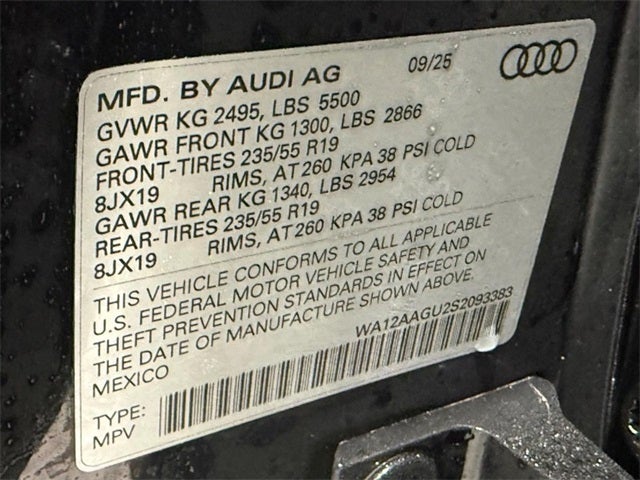 MFD. BY AUDI AG 09/25
GVWR KG 2495, LBS 5500
GAWR FRONT KG 1300, LBS 2866
FRONT-TIRES 235/55 R19
8JX19 RIMS, AT 260 KPA 38 PSI COLD
GAWR REAR KG 1340, LBS 2954
REAR-TIRES 235/55 R19
8JX19 RIMS, AT 260 KPA 38 PSI COLD
THIS VEHICLE CONFORMS TO ALL APPLICABLE
U.S. FEDERAL MOTOR VEHICLE SAFETY AND
THEFT PREVENTION STANDARDS IN EFFECT ON
THE DATE OF MANUFACTURE SHOWN ABOVE.
MEXICO WA12AAGU2S2093383
TYPE:
MPV